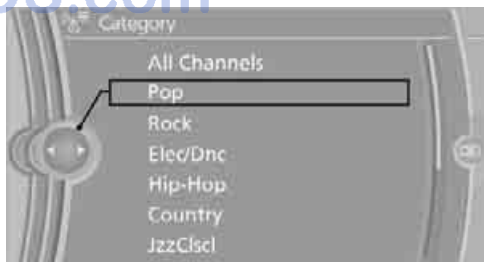 Category
All Channels
Pop
Rock
Elec/Dnc
Hip-Hop
Country
JzzClscl